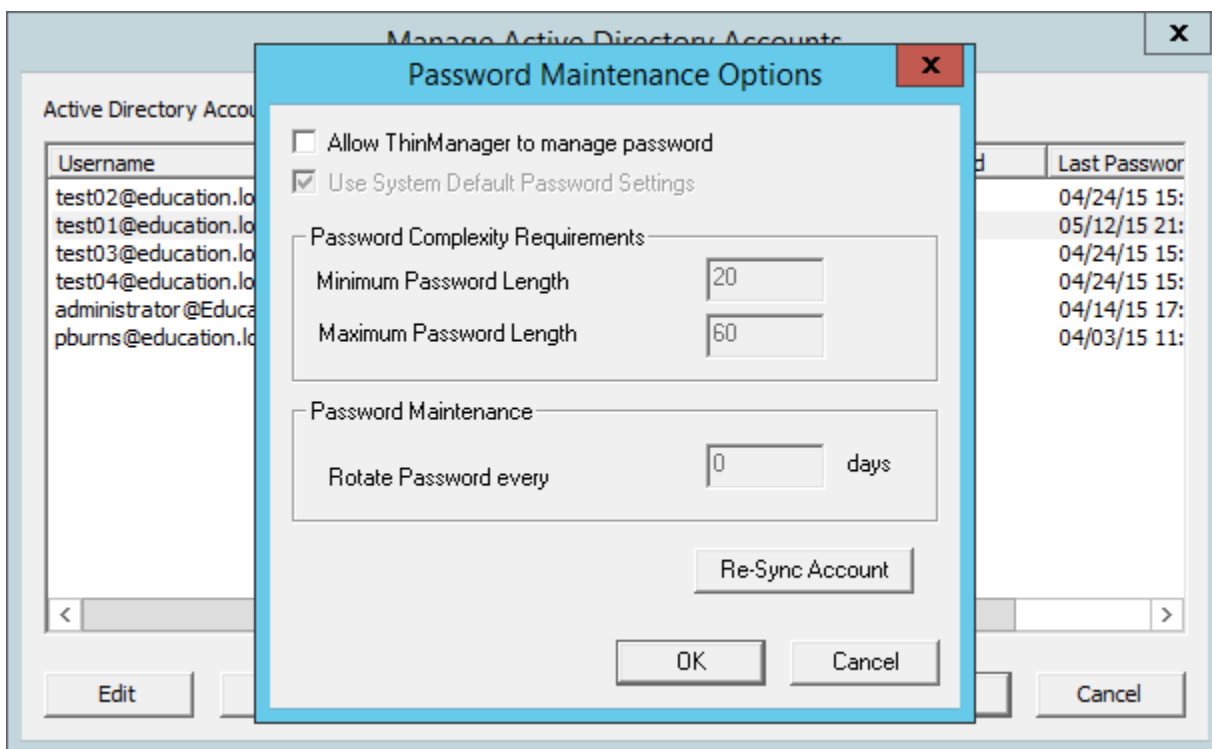 Manage Active Directory Accounts
x
Password Maintenance Options
x
Active Directory Accou
Username
d
Last Passwor
test02@education.lo
04/24/15 15:
test01@education.lo
05/12/15 21:
test03@education.lo
04/24/15 15:
test04@education.lo
04/24/15 15:
administrator@Educa
04/14/15 17:
pburns@education.lo
04/03/15 11:
Allow ThinManager to manage password
Use System Default Password Settings
Password Complexity Requirements
Minimum Password Length
20
Maximum Password Length
60
Password Maintenance
Rotate Password every
0
days
Re-Sync Account
OK
Cancel
Edit
Cancel